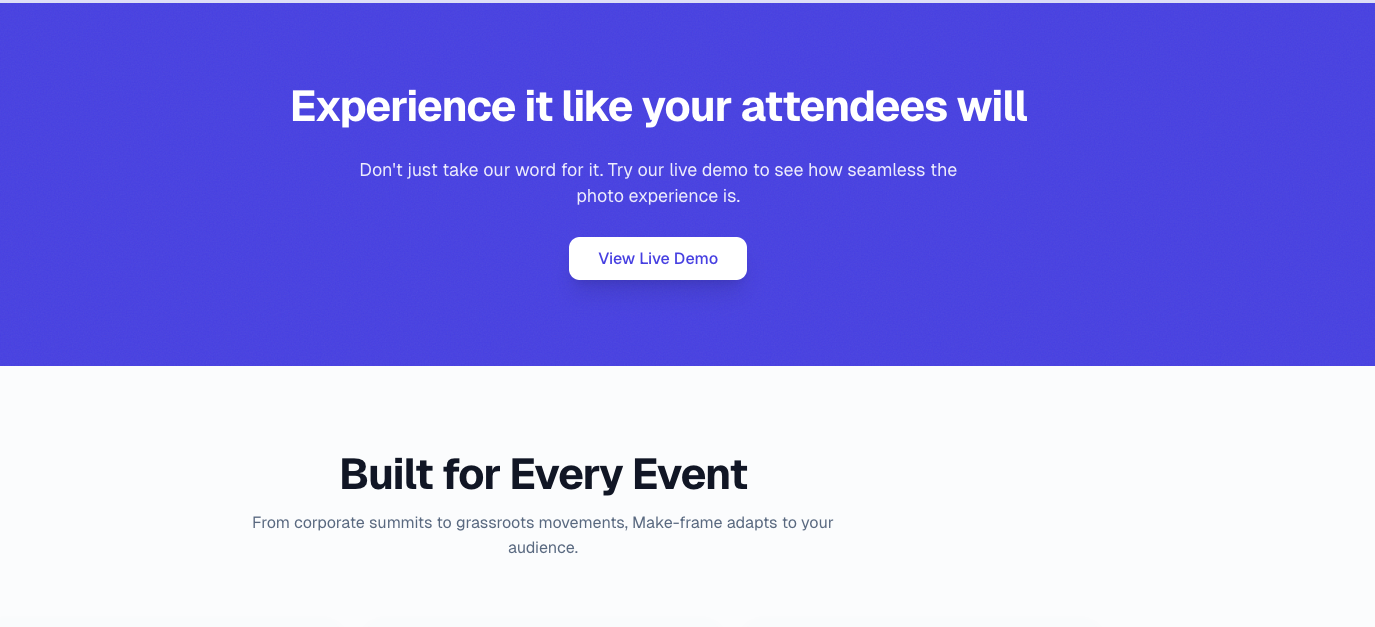 Experience it like your attendees will
Don't just take our word for it. Try our live demo to see how seamless the
photo experience is.
View Live Demo
Built for Every Event
From corporate summits to grassroots movements, Make-frame adapts to your
audience.